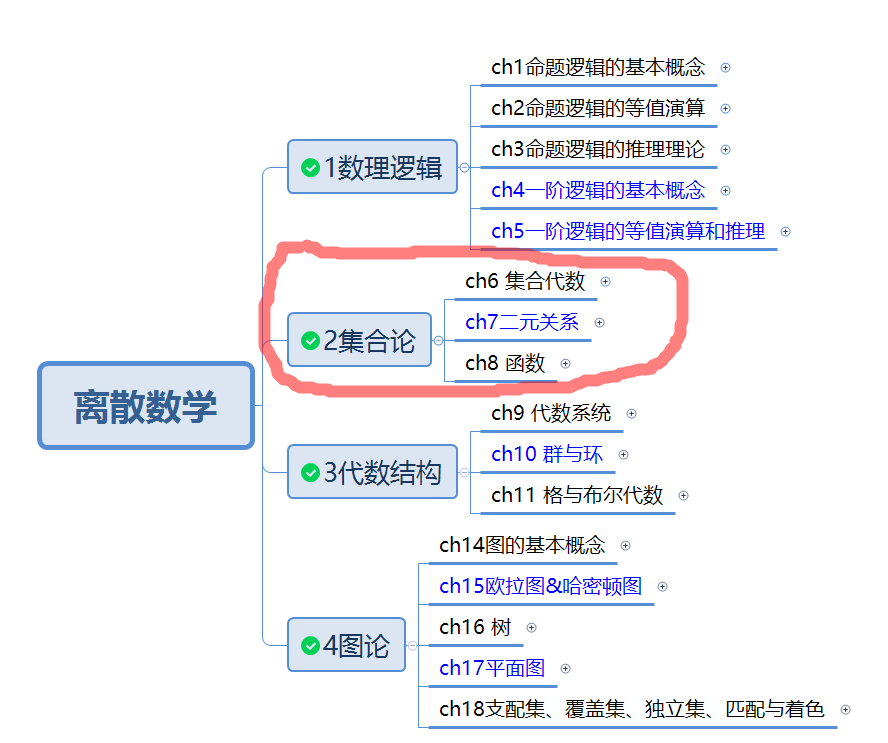 离散数学
1数理逻辑
ch1命题逻辑的基本概念
ch2命题逻辑的等值演算
ch3命题逻辑的推理理论
ch4一阶逻辑的基本概念
ch5一阶逻辑的等值演算和推理
2集合论
ch6 集合代数
ch7二元关系
ch8 函数
3代数结构
ch9 代数系统
ch10 群与环
ch11 格与布尔代数
4图论
ch14图的基本概念
ch15欧拉图&哈密顿图
ch16 树
ch17平面图
ch18支配集、覆盖集、独立集、匹配与着色